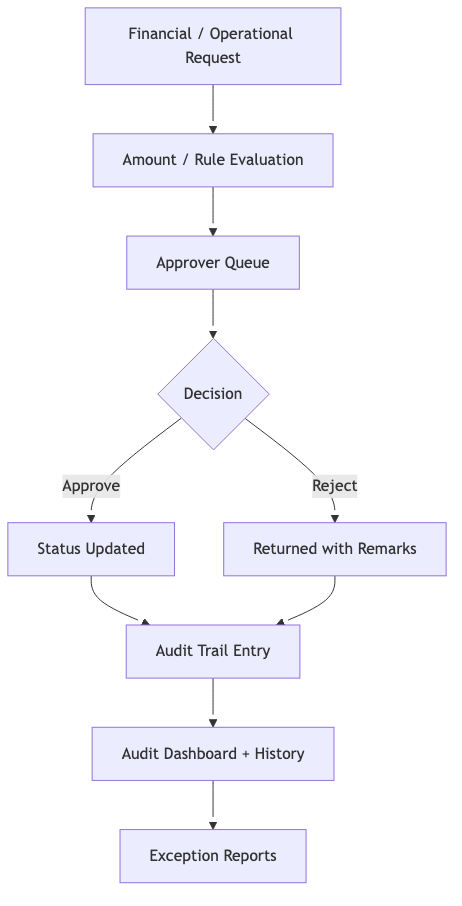 Financial / Operational
Request
Amount / Rule Evaluation
Approver Queue
Decision
Approve
Reject
Status Updated
Returned with Remarks
Audit Trail Entry
Audit Dashboard + History
Exception Reports